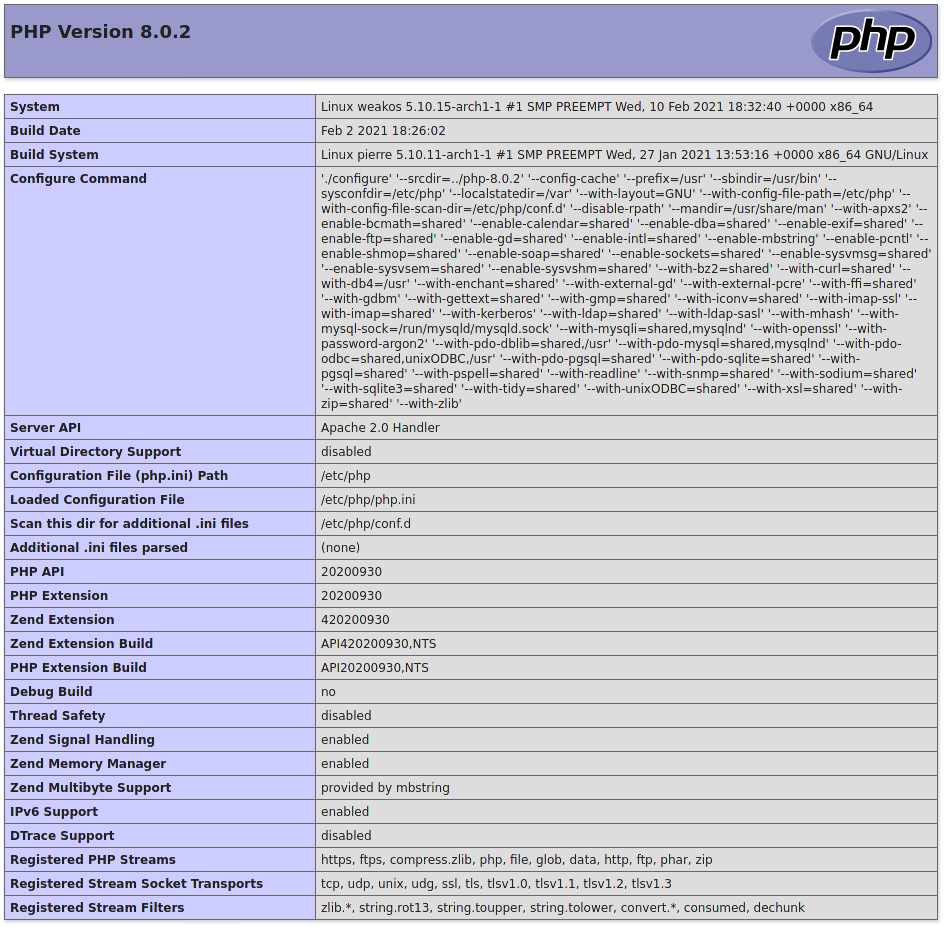 PHP Version 8.0.2
php
System Linux weakos 5.10.15-arch1-1 #1 SMP PREEMPT Wed, 10 Feb 2021 18:32:40 +0000 x86_64
Build Date Feb 2 2021 18:26:02
Build System Linux pierre 5.10.11-arch1-1 #1 SMP PREEMPT Wed, 27 Jan 2021 13:53:16 +0000 x86_64 GNU/Linux
Configure Command './configure' '--srcdir=../php-8.0.2' '--config-cache' '--prefix=/usr' '--sbindir=/usr/bin' '--
sysconfdir=/etc/php' '--localstatedir=/var' '--with-layout=GNU' '--with-config-file-path=/etc/php' '--
with-config-file-scan-dir=/etc/php/conf.d' '--disable-rpath' '--mandir=/usr/share/man' '--with-apxs2' '--
enable-bcmath=shared' '--enable-calendar=shared' '--enable-dba=shared' '--enable-exif=shared' '--
enable-ftp=shared' '--enable-gd=shared' '--enable-intl=shared' '--enable-mbstring' '--enable-pcntl' '--
enable-shmop=shared' '--enable-soap=shared' '--enable-sockets=shared' '--enable-sysvmsg=shared'
'--enable-sysvsem=shared' '--enable-sysvshm=shared' '--with-bz2=shared' '--with-curl=shared' '--
with-db4=/usr' '--with-enchant=shared' '--with-external-gd' '--with-external-pcre' '--with-ffi=shared'
'--with-gdbm' '--with-gettext=shared' '--with-gmp=shared' '--with-iconv=shared' '--with-imap-ssl' '--
with-imap=shared' '--with-kerberos' '--with-ldap=shared' '--with-ldap-sasl' '--with-mhash' '--with-
mysql-sock=/run/mysqld/mysqld.sock' '--with-mysqli=shared,mysqlnd' '--with-openssl' '--with-
password-argon2' '--with-pdo-dblib=shared,/usr' '--with-pdo-mysql=shared,mysqlnd' '--with-pdo-
odbc=shared,unixODBC,/usr' '--with-pdo-pgsql=shared' '--with-pdo-sqlite=shared' '--with-
pgsql=shared' '--with-pspell=shared' '--with-readline' '--with-snmp=shared' '--with-sodium=shared'
'--with-sqlite3=shared' '--with-tidy=shared' '--with-unixODBC=shared' '--with-xsl=shared' '--with-
zip=shared' '--with-zlib'
Server API Apache 2.0 Handler
Virtual Directory Support disabled
Configuration File (php.ini) Path /etc/php
Loaded Configuration File /etc/php/php.ini
Scan this dir for additional .ini files /etc/php/conf.d
Additional .ini files parsed (none)
PHP API 20200930
PHP Extension 20200930
Zend Extension 420200930
Zend Extension Build API420200930,NTS
PHP Extension Build API20200930,NTS
Debug Build no
Thread Safety disabled
Zend Signal Handling enabled
Zend Memory Manager enabled
Zend Multibyte Support provided by mbstring
IPv6 Support enabled
DTrace Support disabled
Registered PHP Streams https, ftps, compress.zlib, php, file, glob, data, http, ftp, phar, zip
Registered Stream Socket Transports tcp, udp, unix, udg, ssl, tls, tlsv1.0, tlsv1.1, tlsv1.2, tlsv1.3
Registered Stream Filters zlib.*, string.rot13, string.toupper, string.tolower, convert.*, consumed, dechunk